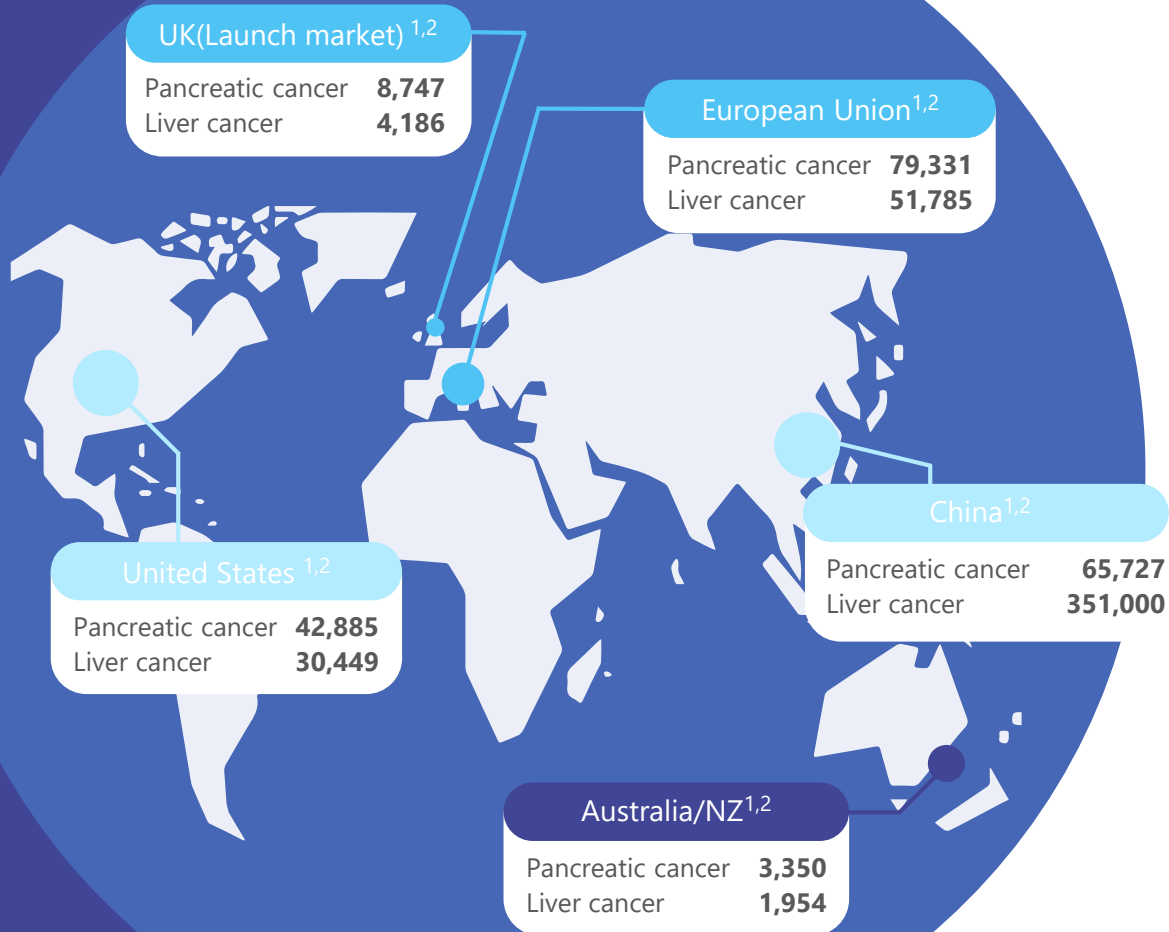 UK(Launch market) 1,2
Pancreatic cancer 8,747
Liver cancer 4,186
European Union1,2
Pancreatic cancer 79,331
Liver cancer 51,785
China1,2
Pancreatic cancer 65,727
Liver cancer 351,000
United States 1,2
Pancreatic cancer 42,885
Liver cancer 30,449
Australia/NZ1,2
Pancreatic cancer 3,350
Liver cancer 1,954